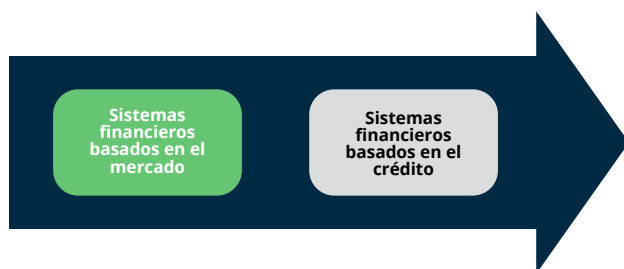 Sistemas
financieros
basados en el
mercado
Sistemas
financieros
basados en el
crédito